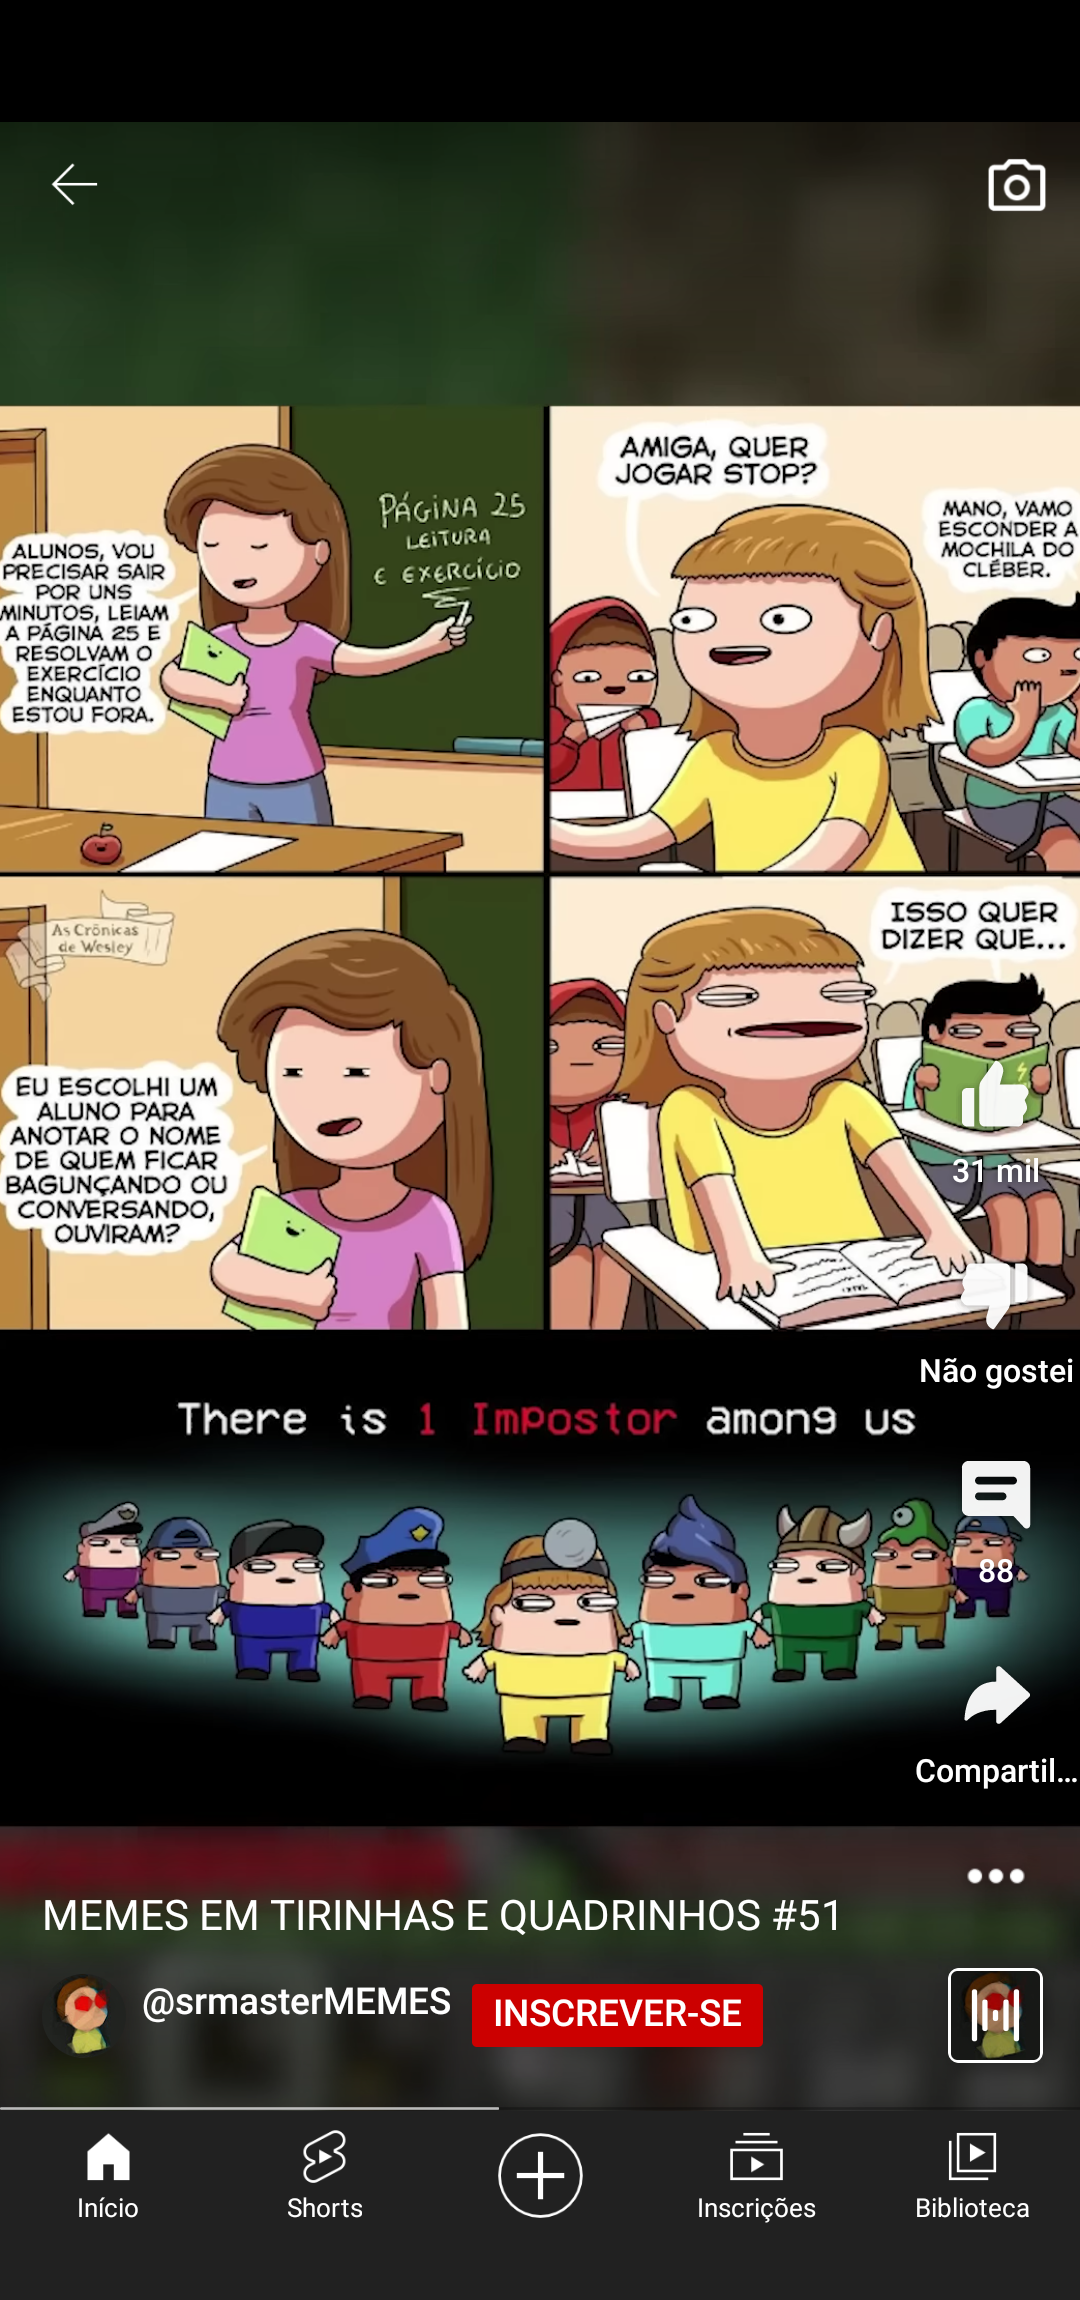 ALUNOS, VOU
PRECISAR SAIR
POR UNS
MINUTOS, LEIAM
A PÁGINA 25 E
RESOLVAM O
EXERCÍCIO
ENQUANTO
ESTOU FORA.
PÁGINA 25
LEITURA
E EXERCÍCIO
AMIGA, QUER
JOGAR STOP?
MANO, VAMO
ESCONDER A
MOCHILA DO
CLÉBER.
As Crônicas
de Wesley
EU ESCOLHI UM
ALUNO PARA
ANOTAR O NOME
DE QUEM FICAR
BAGUNÇANDO OU
CONVERSANDO,
OUVIRAM?
ISSO QUER
DIZER QUE...
31 mil
Não gostei
There is 1 Impostor among us
88
Compartil...
MEMES EM TIRINHAS E QUADRINHOS #51
@srmasterMEMES
INSCREVER-SE
Início
Shorts
Inscrições
Biblioteca